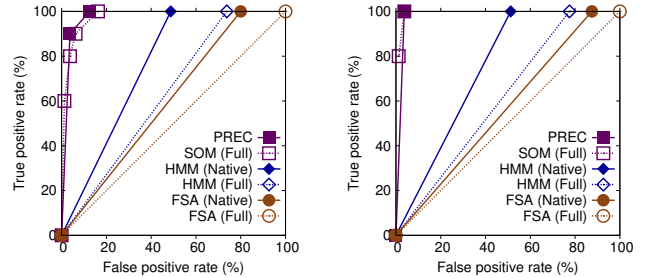 True positive rate (%)
100
80
60
40
20
0
PREC
SOM (Full)
HMM (Native)
HMM (Full)
FSA (Native)
FSA (Full)
0 20 40 60 80 100
False positive rate (%)
True positive rate (%)
100
80
60
40
20
0
PREC
SOM (Full)
HMM (Native)
HMM (Full)
FSA (Native)
FSA (Full)
0 20 40 60 80 100
False positive rate (%)